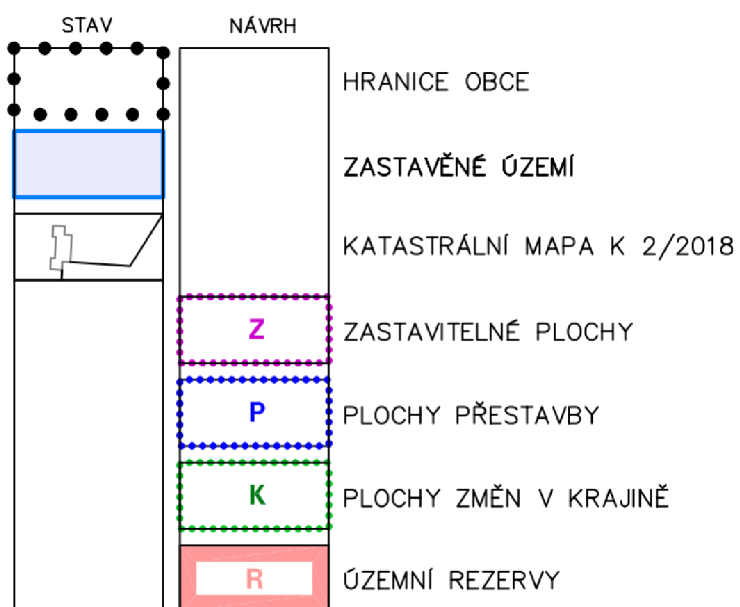 STAV NÁVRH
HRANICE OBCE
ZASTAVĚNÉ ÚZEMÍ
KATASTRÁLNÍ MAPA K 2/2018
Z ZASTAVITELNÉ PLOCHY
P PLOCHY PŘESTAVBY
K PLOCHY ZMĚN V KRAJINĚ
R ÚZEMNÍ REZERVY